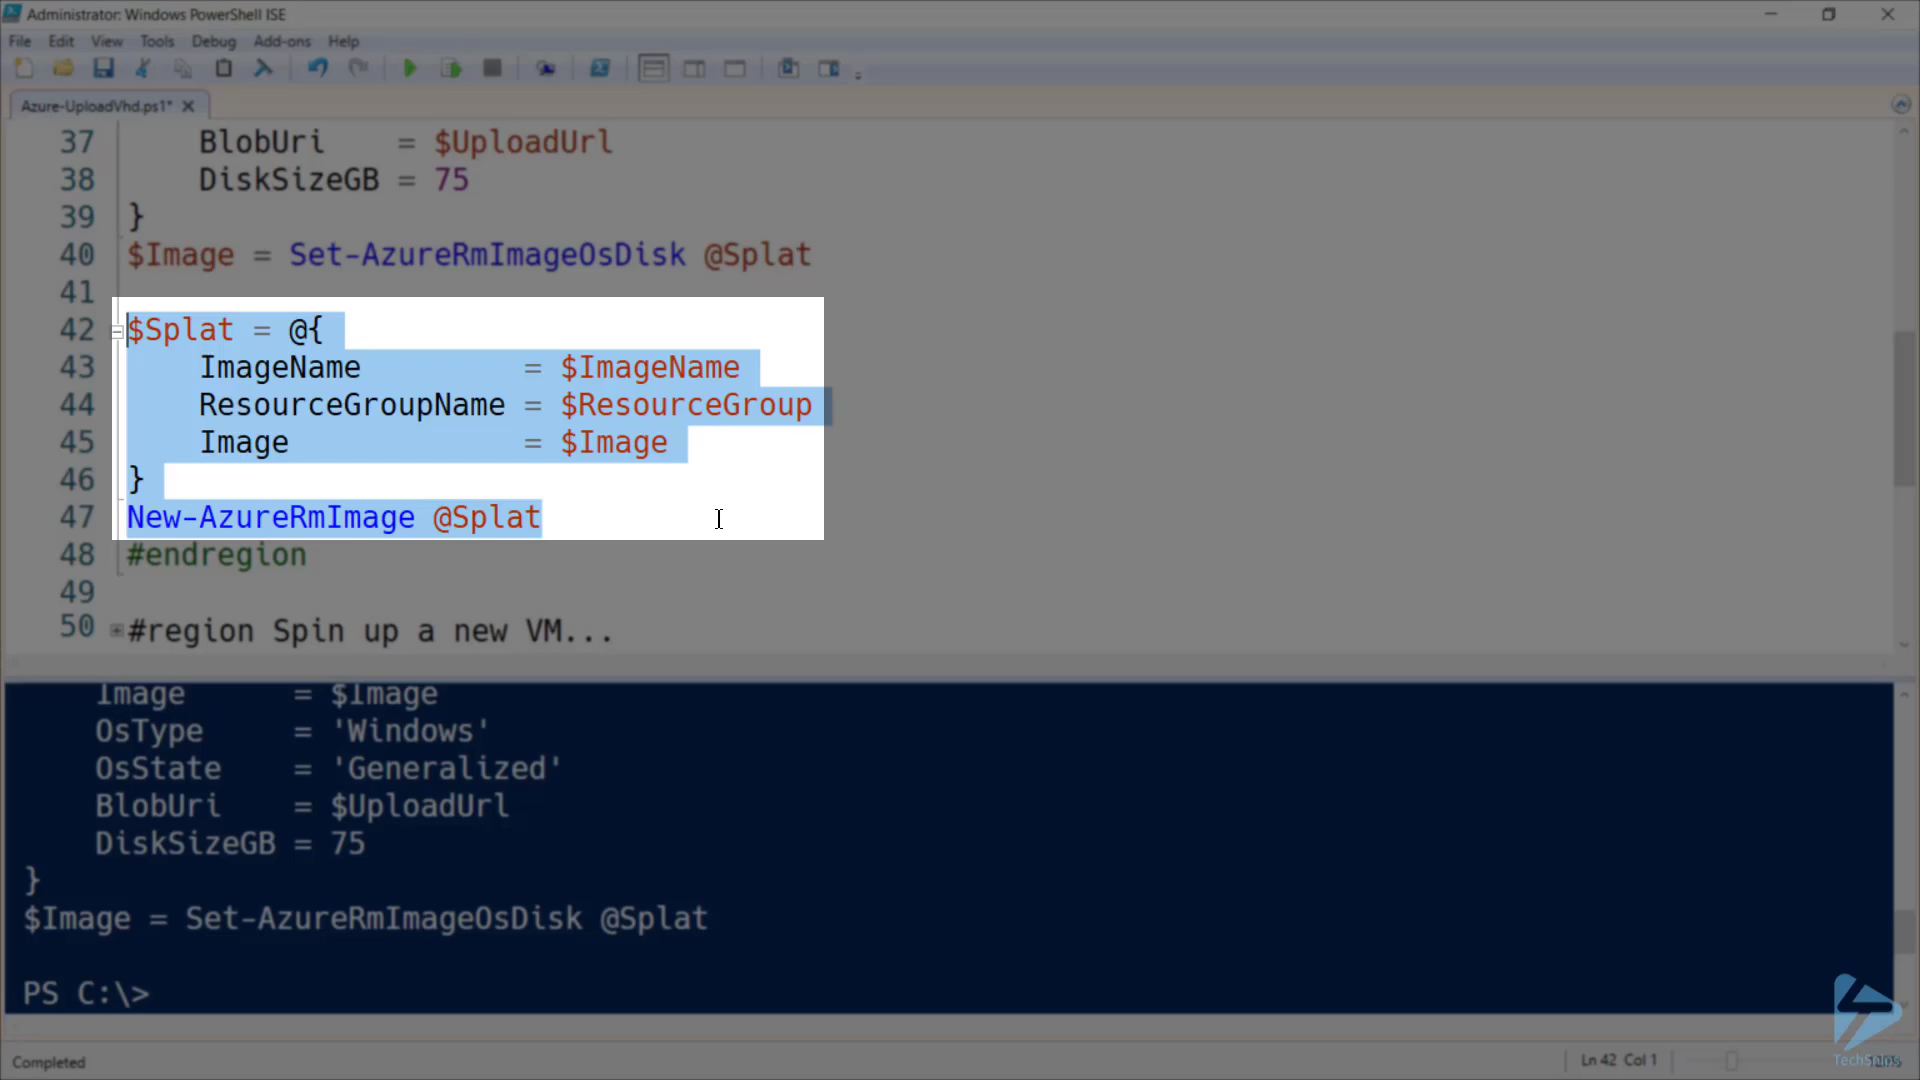 Administrator: Windows PowerShell ISE
File Edit View Tools Debug Add-ons Help
Azure-UploadVhd.ps1*
37 BlobUri = $UploadUrl
38 DiskSizeGB = 75
39 }
40 $Image = Set-AzureRmImageOsDisk @Splat
41
42 $Splat = @{
43 ImageName = $ImageName
44 ResourceGroupName = $ResourceGroup
45 Image = $Image
46 }
47 New-AzureRmImage @Splat
48 #endregion
49
50 #region Spin up a new VM...
Image = $Image
OsType = 'Windows'
OsState = 'Generalized'
BlobUri = $UploadUrl
DiskSizeGB = 75
}
$Image = Set-AzureRmImageOsDisk @Splat
PS C:\>
Completed
Ln 42 Col 1